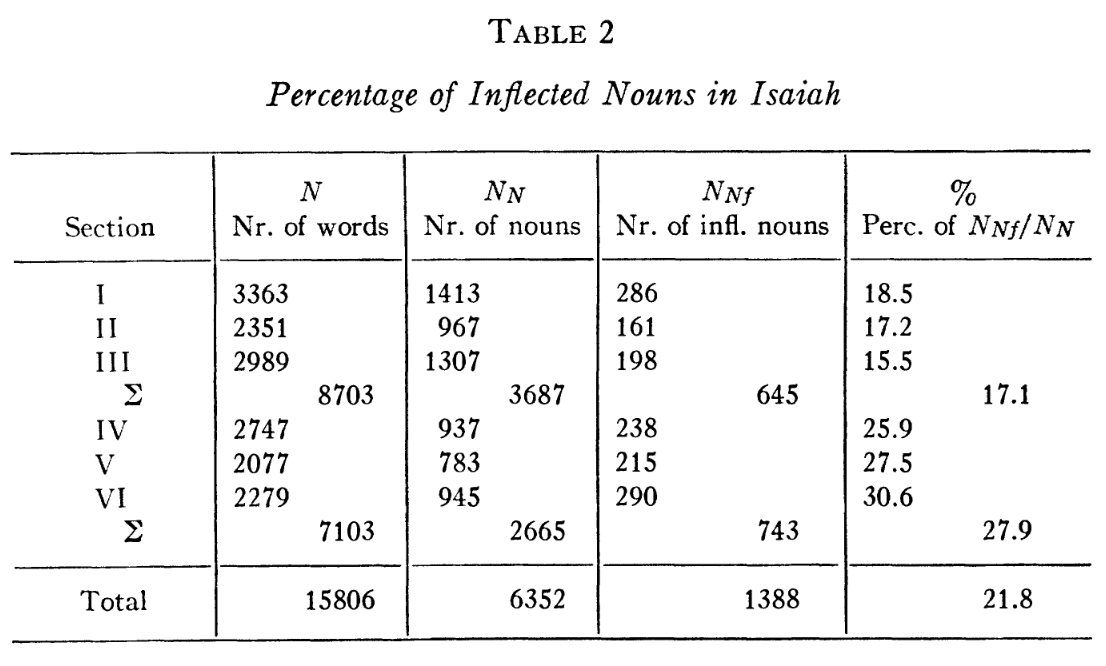 TABLE 2
Percentage of Inflected Nouns in Isaiah
Section N Nr. of words N_N Nr. of nouns N_Nf Nr. of infl. nouns % Perc. of N_Nf/N_N
I 3363 1413 286 18.5
II 2351 967 161 17.2
III 2989 1307 198 15.5
Σ 8703 3687 645 17.1
IV 2747 937 238 25.9
V 2077 783 215 27.5
VI 2279 945 290 30.6
Σ 7103 2665 743 27.9
Total 15806 6352 1388 21.8